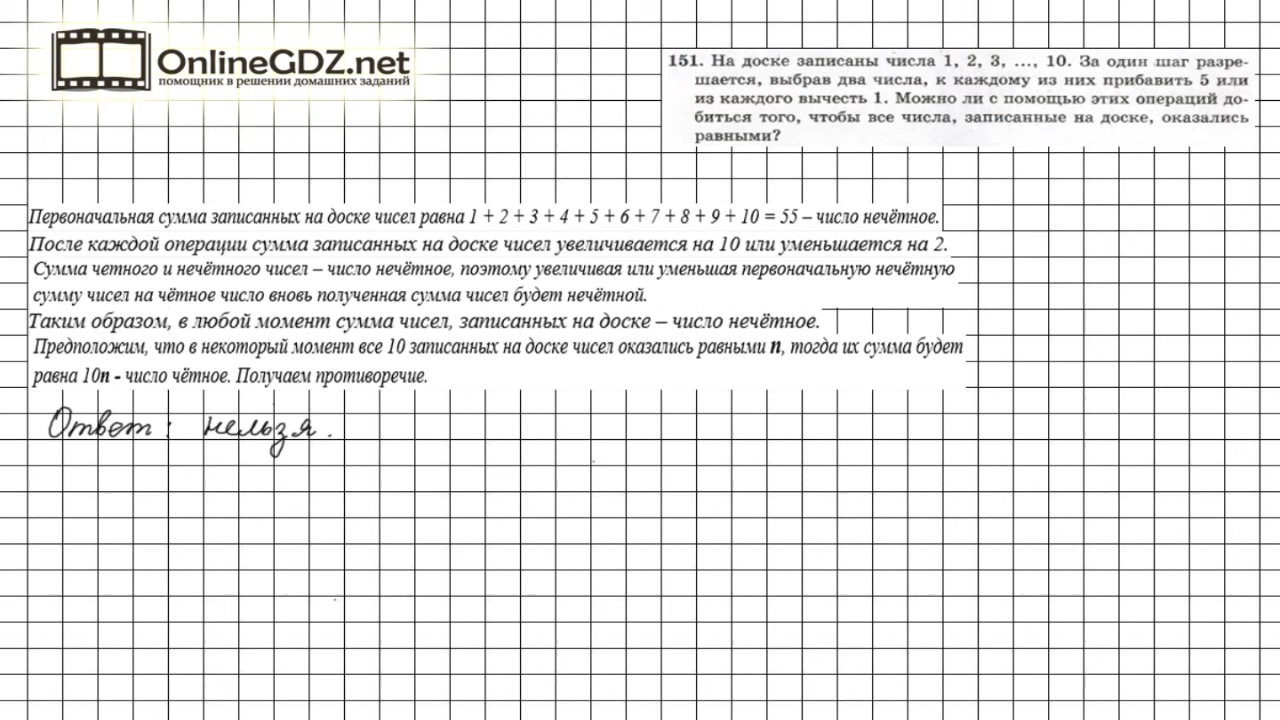 OnlineGDZ.net
помощник в решении домашних заданий
151. На доске записаны числа 1, 2, 3, ..., 10. За один шаг разре-
шается, выбрав два числа, к каждому из них прибавить 5 или
из каждого вычесть 1. Можно ли с помощью этих операций до-
биться того, чтобы все числа, записанные на доске, оказались
равными?
Первоначальная сумма записанных на доске чисел равна 1 + 2 + 3 + 4 + 5 + 6 + 7 + 8 + 9 + 10 = 55 – число нечётное.
После каждой операции сумма записанных на доске чисел увеличивается на 10 или уменьшается на 2.
Сумма четного и нечётного чисел – число нечётное, поэтому увеличивая или уменьшая первоначальную нечётную
сумму чисел на чётное число вновь полученная сумма чисел будет нечётной.
Таким образом, в любой момент сумма чисел, записанных на доске – число нечётное.
Предположим, что в некоторый момент все 10 записанных на доске чисел оказались равными n, тогда их сумма будет
равна 10n - число чётное. Получаем противоречие.
Ответ: нельзя.